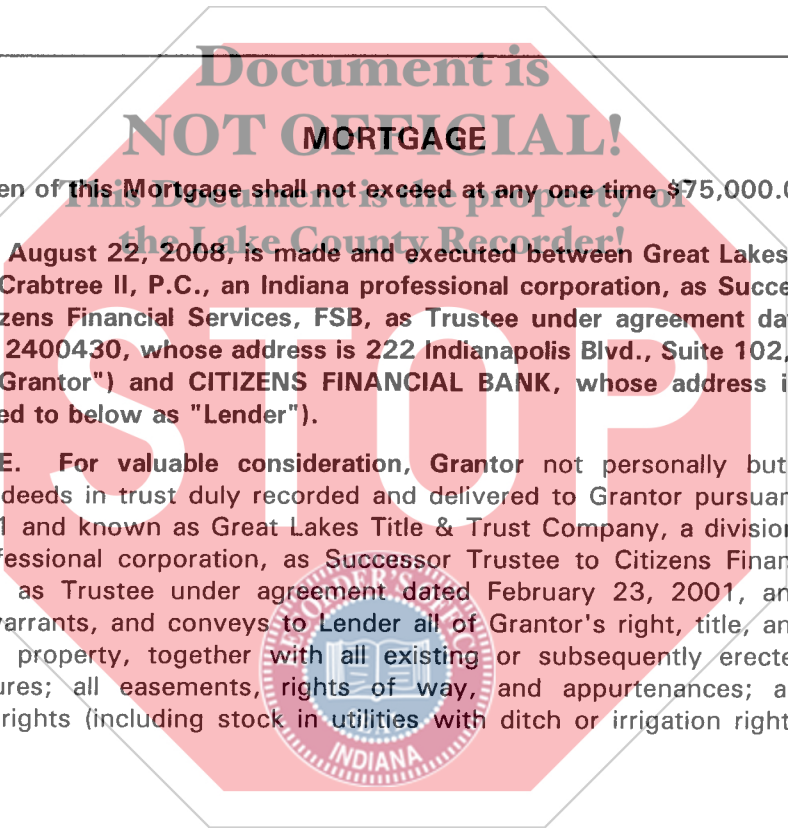 Document is
NOT OFFICIAL!
MORTGAGE
This Document is the property of
en of this Mortgage shall not exceed at any one time $75,000.0
the Lake County Recorder!
August 22, 2008, is made and executed between Great Lakes
Crabtree II, P.C., an Indiana professional corporation, as Succe
zens Financial Services, FSB, as Trustee under agreement da
2400430, whose address is 222 Indianapolis Blvd., Suite 102,
Grantor") and CITIZENS FINANCIAL BANK, whose address i
ed to below as "Lender").
STOP
E. For valuable consideration, Grantor not personally but
deeds in trust duly recorded and delivered to Grantor pursuan
1 and known as Great Lakes Title & Trust Company, a division
fessional corporation, as Successor Trustee to Citizens Finan
as Trustee under agreement dated February 23, 2001, an
warrants, and conveys to Lender all of Grantor's right, title, an
property, together with all existing or subsequently erecte
ures; all easements, rights of way, and appurtenances; a
rights (including stock in utilities with ditch or irrigation right
RECORDER'S OFFICE
SEAL
INDIANA